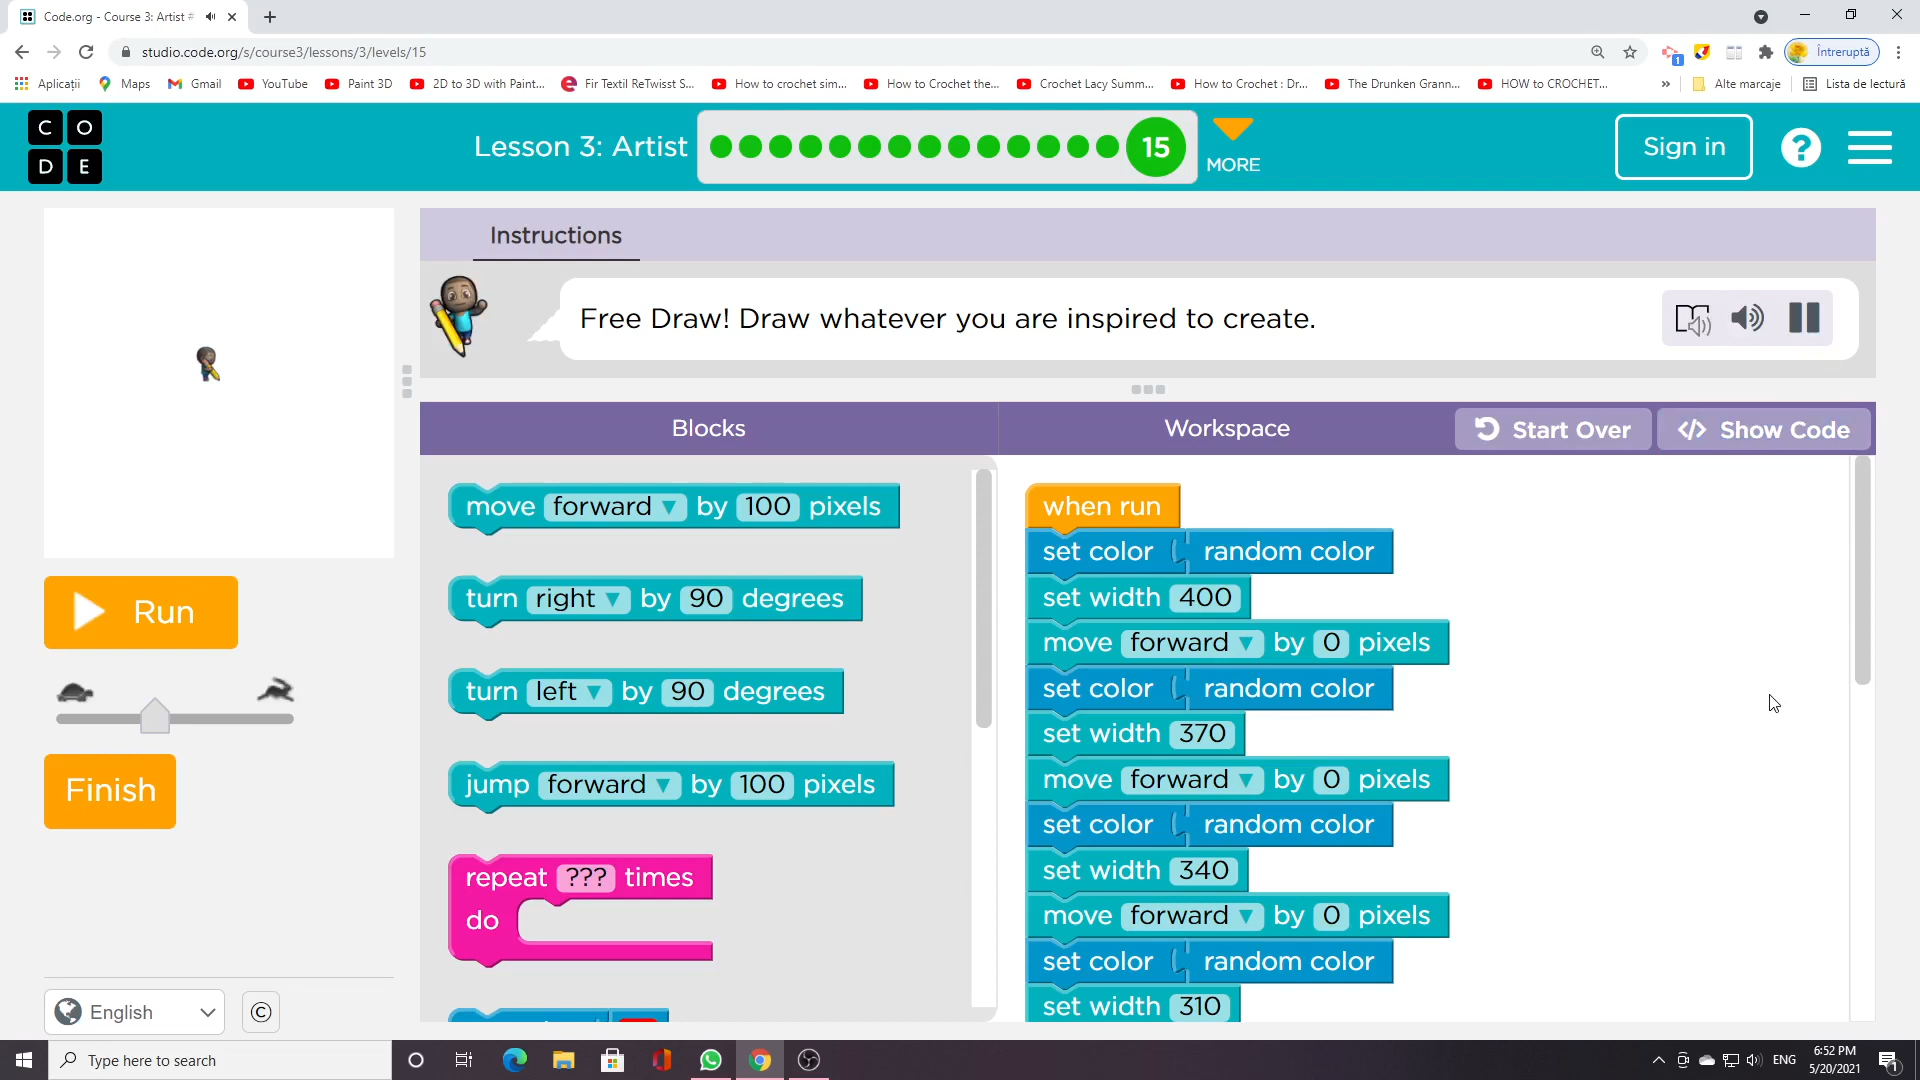 Code.org - Course 3: Artist #
studio.code.org/s/course3/lessons/3/levels/15
Întreruptă
Aplicații
Maps
Gmail
YouTube
Paint 3D
2D to 3D with Paint...
Fir Textil ReTwisst S...
How to crochet sim...
How to Crochet the...
Crochet Lacy Summ...
How to Crochet : Dr...
The Drunken Grann...
HOW to CROCHET...
»
Alte marcaje
Lista de lectură
C O
D E
Lesson 3: Artist
15
MORE
Sign in
?
Instructions
Free Draw! Draw whatever you are inspired to create.
Blocks
Workspace
Start Over
Show Code
Run
Finish
English
©
move forward by 100 pixels
turn right by 90 degrees
turn left by 90 degrees
jump forward by 100 pixels
repeat ??? times
do
when run
set color random color
set width 400
move forward by 0 pixels
set color random color
set width 370
move forward by 0 pixels
set color random color
set width 340
move forward by 0 pixels
set color random color
set width 310
Type here to search
ENG
6:52 PM
5/20/2021
1